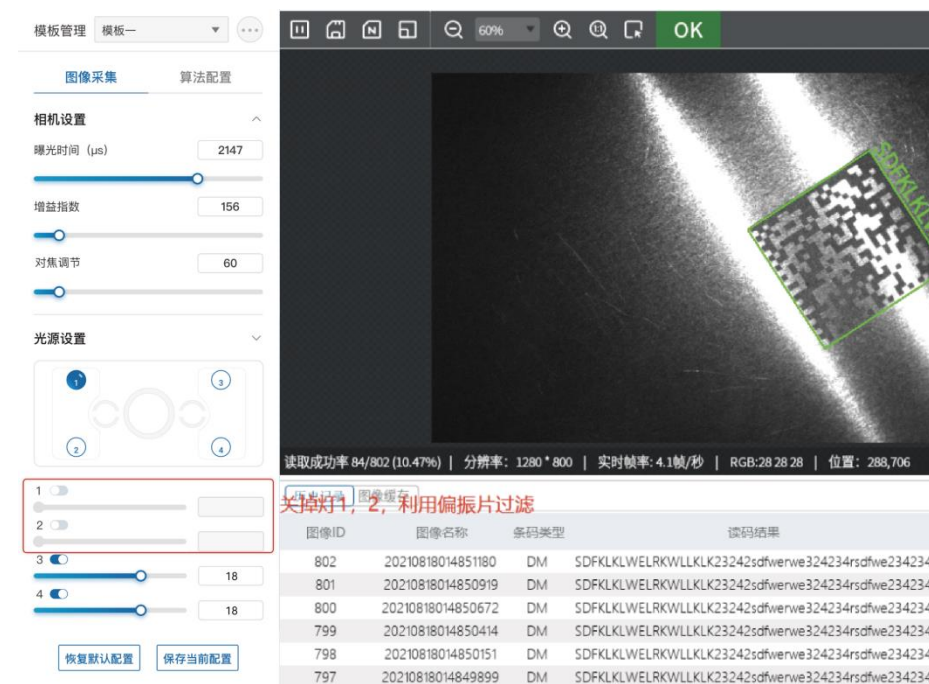 模板管理 模板一
60% OK
图像采集 算法配置
相机设置
曝光时间（μs） 2147
增益指数 156
对焦调节 60
光源设置
1 3
2 4
SDFKLKL
读取成功率 84/802 (10.47%) | 分辨率：1280 * 800 | 实时帧率: 4.1帧/秒 | RGB:28 28 28 | 位置：288,706
1
2
3 18
4 18
恢复默认配置 保存当前配置
历史记录 图像缓存
关掉灯1，2，利用偏振片过滤
图像ID 图像名称 条码类型 读码结果
802 20210818014851180 DM SDFKLKLWELRKWLLKLK23242sdfwerwe324234rsdfwe234234
801 20210818014850919 DM SDFKLKLWELRKWLLKLK23242sdfwerwe324234rsdfwe234234
800 20210818014850672 DM SDFKLKLWELRKWLLKLK23242sdfwerwe324234rsdfwe234234
799 20210818014850414 DM SDFKLKLWELRKWLLKLK23242sdfwerwe324234rsdfwe234234
798 20210818014850151 DM SDFKLKLWELRKWLLKLK23242sdfwerwe324234rsdfwe234234
797 20210818014849899 DM SDFKLKLWELRKWLLKLK23242sdfwerwe324234rsdfwe234234